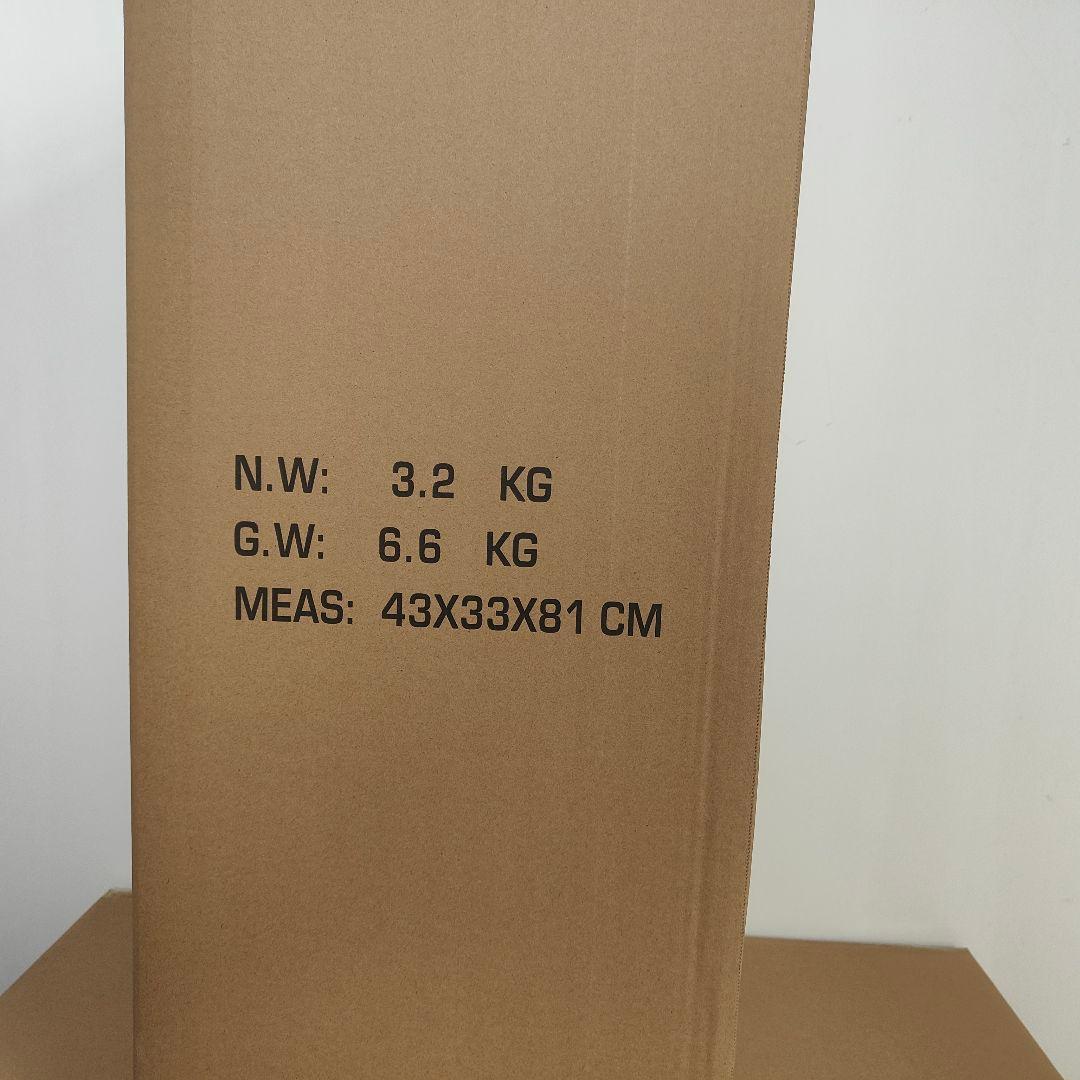 N.W: 3.2 KG
G.W: 6.6 KG
MEAS: 43X33X81 CM